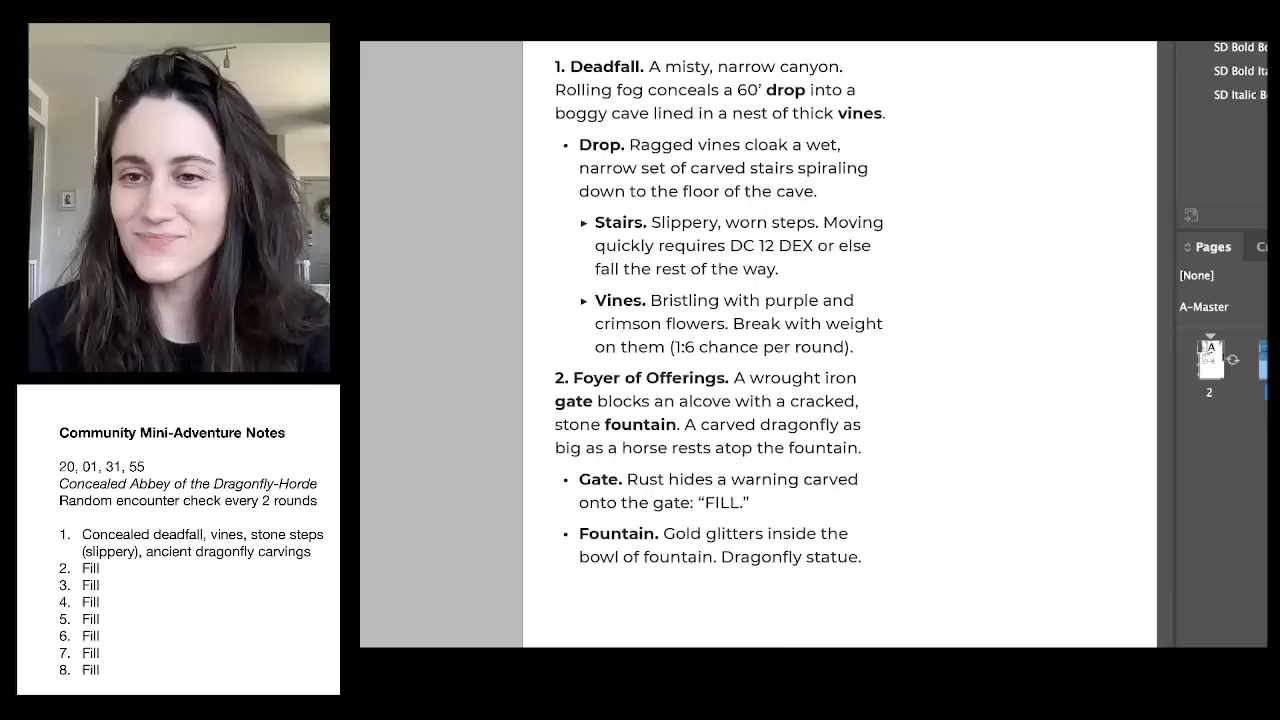 1. Deadfall. A misty, narrow canyon.
Rolling fog conceals a 60’ drop into a
boggy cave lined in a nest of thick vines.
• Drop. Ragged vines cloak a wet,
narrow set of carved stairs spiraling
down to the floor of the cave.
▸ Stairs. Slippery, worn steps. Moving
quickly requires DC 12 DEX or else
fall the rest of the way.
▸ Vines. Bristling with purple and
crimson flowers. Break with weight
on them (1:6 chance per round).
2. Foyer of Offerings. A wrought iron
gate blocks an alcove with a cracked,
stone fountain. A carved dragonfly as
big as a horse rests atop the fountain.
• Gate. Rust hides a warning carved
onto the gate: “FILL.”
• Fountain. Gold glitters inside the
bowl of fountain. Dragonfly statue.
Community Mini-Adventure Notes
20, 01, 31, 55
Concealed Abbey of the Dragonfly-Horde
Random encounter check every 2 rounds
1. Concealed deadfall, vines, stone steps
(slippery), ancient dragonfly carvings
2. Fill
3. Fill
4. Fill
5. Fill
6. Fill
7. Fill
8. Fill
SD Bold Bo
SD Bold Ita
SD Italic Bo
Pages
[None]
A-Master
A
2